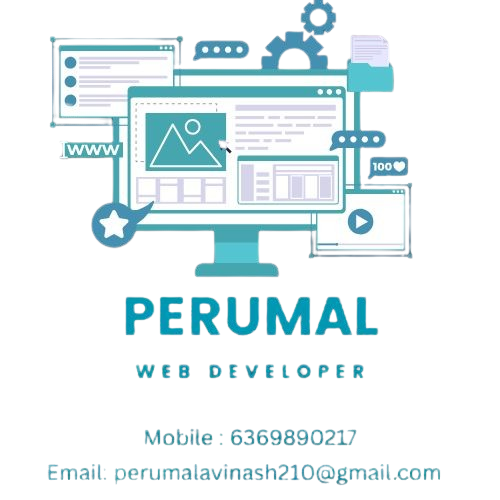 WWW
100
PERUMAL
WEB DEVELOPER
Mobile : 6369890217
Email: perumalavinash210@gmail.com